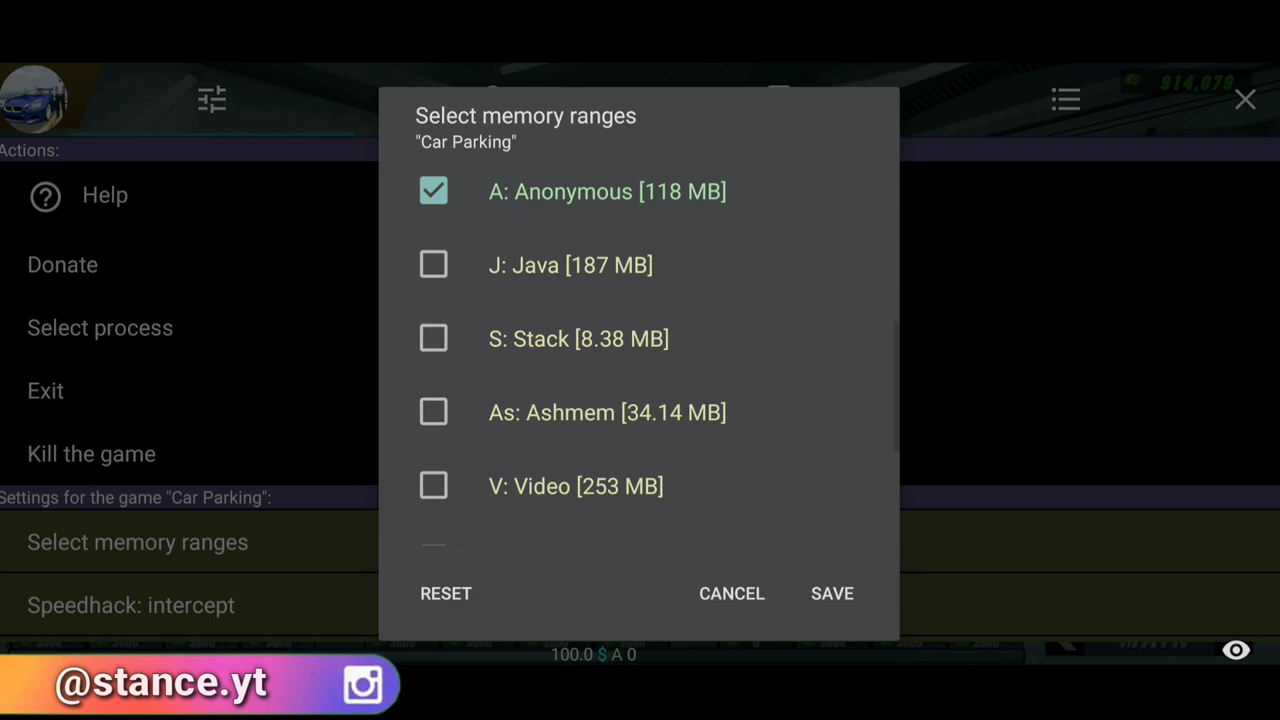 Select memory ranges
"Car Parking"
914,079
Actions:
A: Anonymous [118 MB]
Help
J: Java [187 MB]
Donate
Select process
S: Stack [8.38 MB]
Exit
As: Ashmem [34.14 MB]
Kill the game
V: Video [253 MB]
Settings for the game "Car Parking":
Select memory ranges
RESET
CANCEL
SAVE
Speedhack: intercept
100.0 $ A 0
@stance.yt